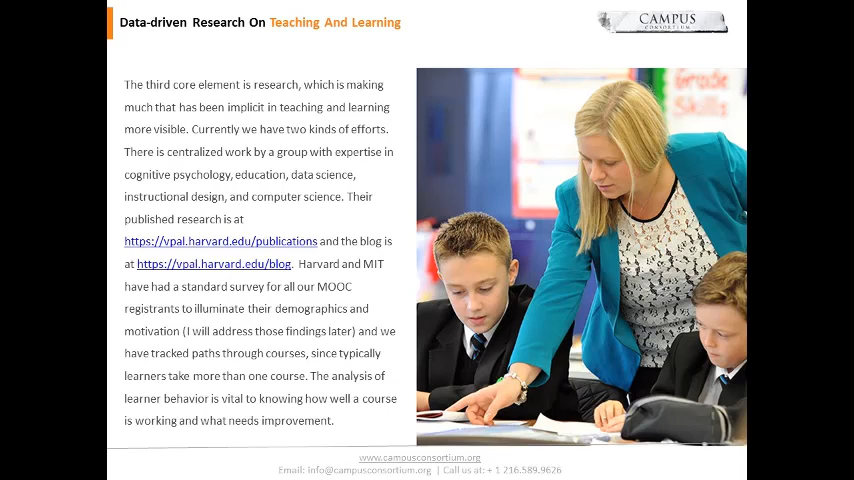 Data-driven Research On Teaching And Learning
CAMPUS
CONSORTIUM
The third core element is research, which is making
much that has been implicit in teaching and learning
more visible. Currently we have two kinds of efforts.
There is centralized work by a group with expertise in
cognitive psychology, education, data science,
instructional design, and computer science. Their
published research is at
https://vpal.harvard.edu/publications and the blog is
at https://vpal.harvard.edu/blog. Harvard and MIT
have had a standard survey for all our MOOC
registrants to illuminate their demographics and
motivation (I will address those findings later) and we
have tracked paths through courses, since typically
learners take more than one course. The analysis of
learner behavior is vital to knowing how well a course
is working and what needs improvement.
Grade
Skills
www.campusconsortium.org
Email: info@campusconsortium.org | Call us at: + 1 216.589.9626